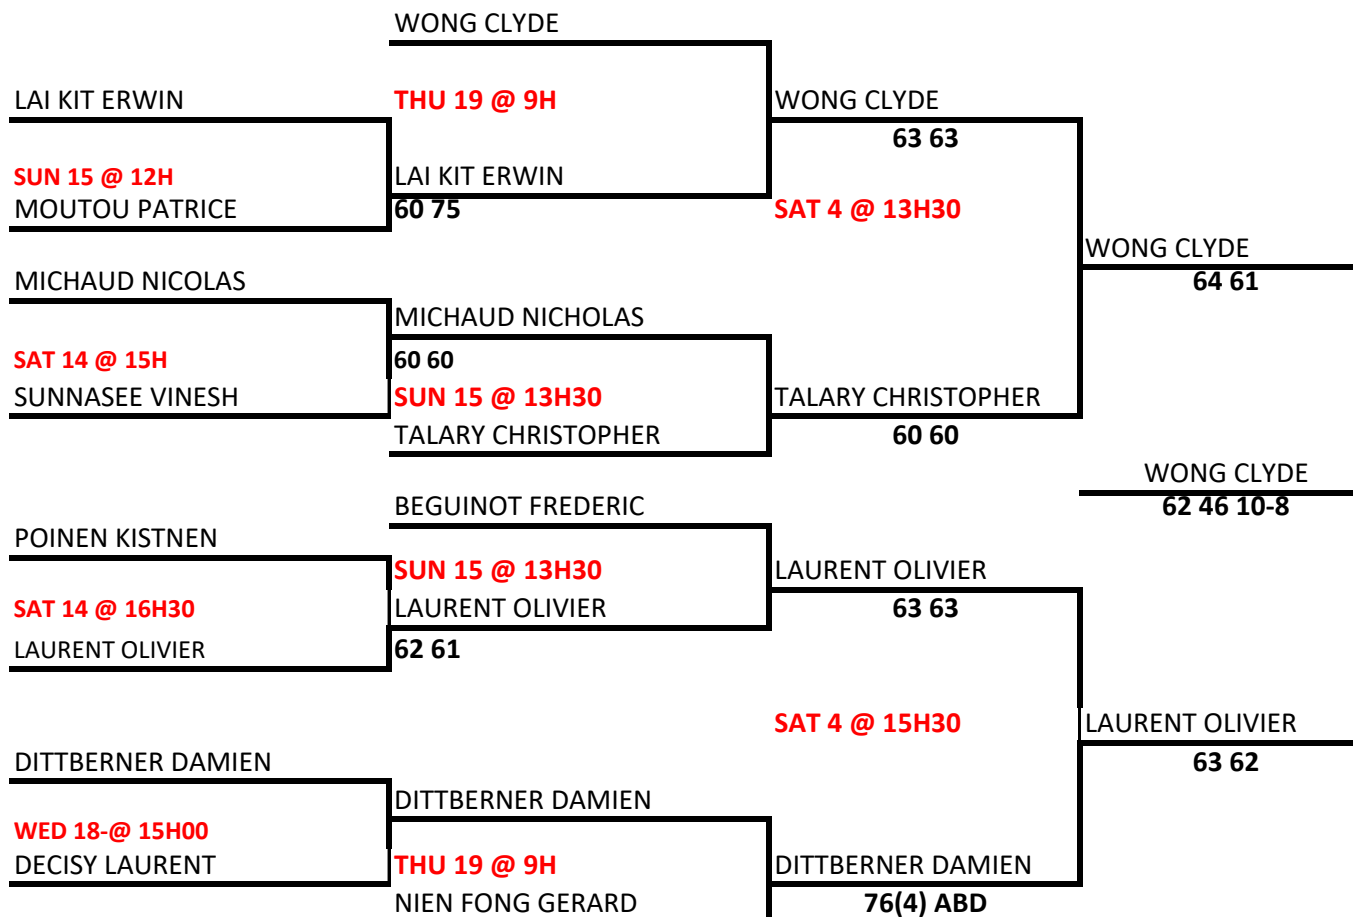 WONG CLYDE
LAI KIT ERWIN
THU 19 @ 9H
WONG CLYDE
63 63
SUN 15 @ 12H
LAI KIT ERWIN
MOUTOU PATRICE
60 75
SAT 4 @ 13H30
WONG CLYDE
64 61
MICHAUD NICOLAS
MICHAUD NICHOLAS
SAT 14 @ 15H
60 60
SUNNASEE VINESH
SUN 15 @ 13H30
TALARY CHRISTOPHER
TALARY CHRISTOPHER
60 60
WONG CLYDE
62 46 10-8
BEGUINOT FREDERIC
POINEN KISTNEN
SUN 15 @ 13H30
LAURENT OLIVIER
SAT 14 @ 16H30
LAURENT OLIVIER
63 63
LAURENT OLIVIER
62 61
SAT 4 @ 15H30
LAURENT OLIVIER
63 62
DITTBERNER DAMIEN
DITTBERNER DAMIEN
WED 18-@ 15H00
DECISY LAURENT
THU 19 @ 9H
DITTBERNER DAMIEN
NIEN FONG GERARD
76(4) ABD